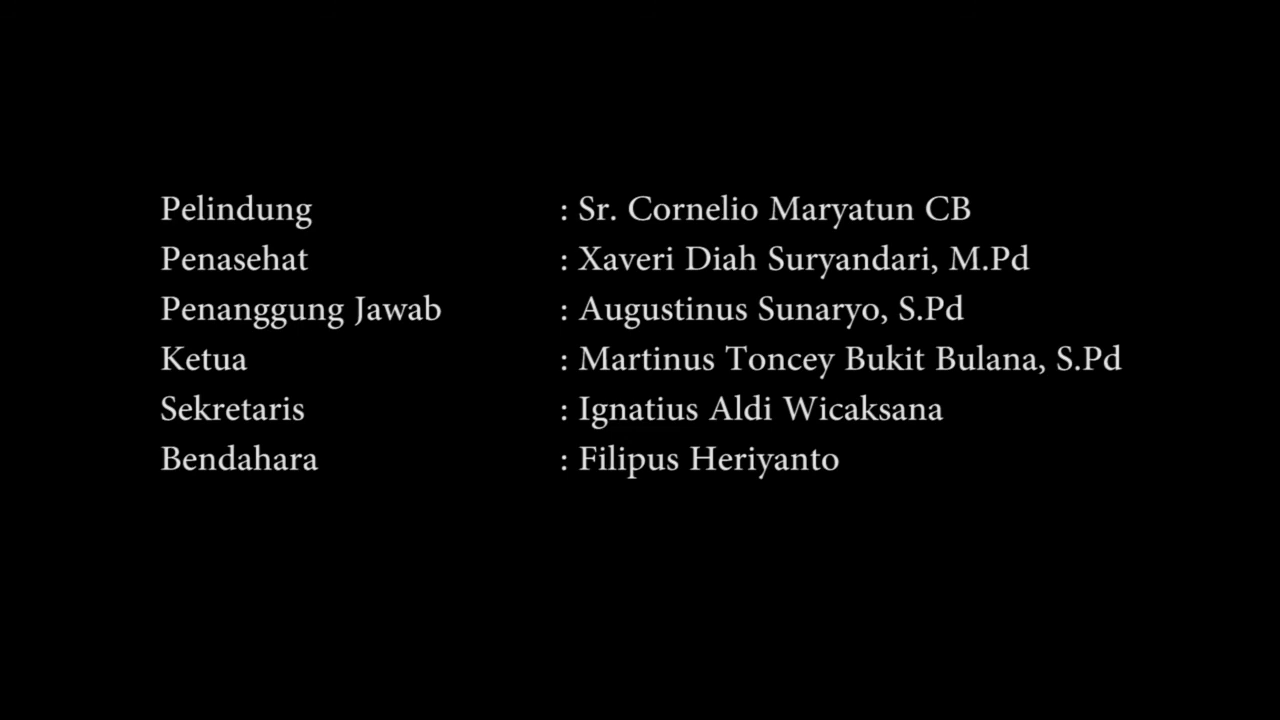 Pelindung : Sr. Cornelio Maryatun CB
Penasehat : Xaveri Diah Suryandari, M.Pd
Penanggung Jawab : Augustinus Sunaryo, S.Pd
Ketua : Martinus Toncey Bukit Bulana, S.Pd
Sekretaris : Ignatius Aldi Wicaksana
Bendahara : Filipus Heriyanto